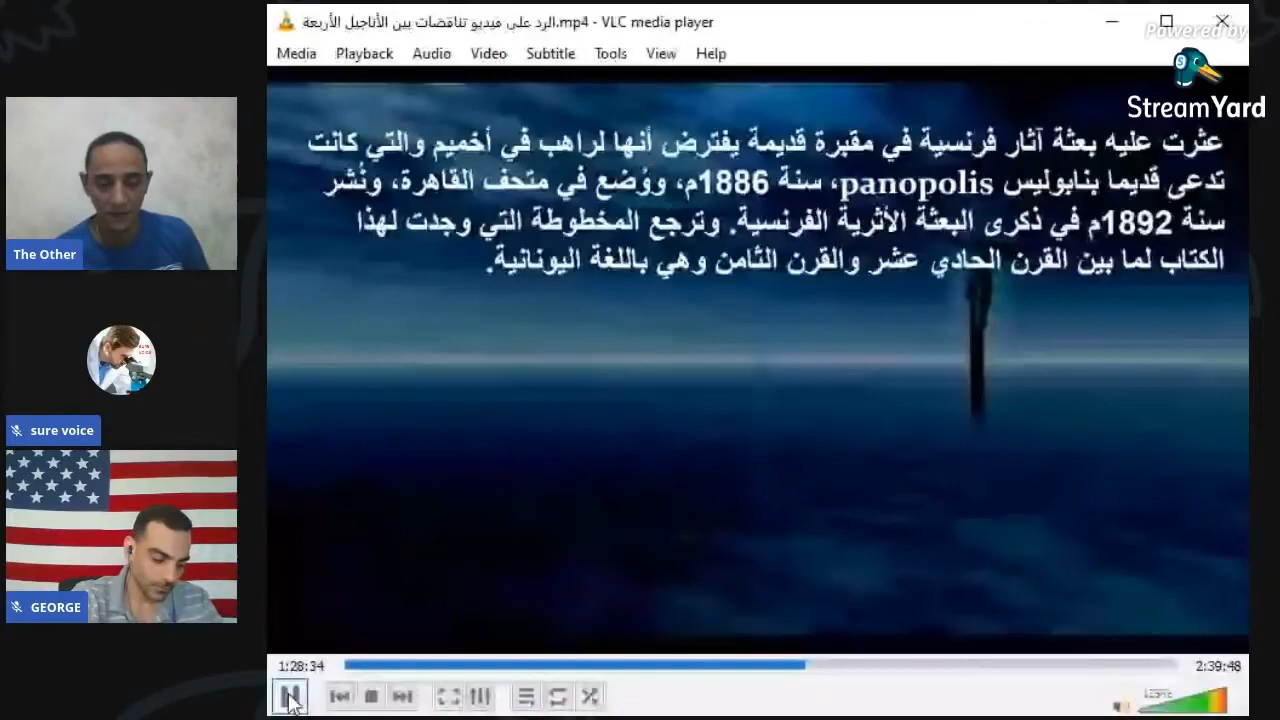 الرد على فيديو تناقضات بين الأناجيل الأربعة.mp4 - VLC media player
Media Playback Audio Video Subtitle Tools View Help
Powered by
StreamYard
عثرت عليه بعثة آثار فرنسية في مقبرة قديمة يفترض أنها لراهب في أخميم والتي كانت
تدعى قديما بنابوليس panopolis، سنة 1886م، ووُضع في متحف القاهرة، ونُشر
سنة 1892م في ذكرى البعثة الأثرية الفرنسية. وترجع المخطوطة التي وجدت لهذا
الكتاب لما بين القرن الحادي عشر والقرن الثامن وهي باللغة اليونانية.
The Other
sure voice
GEORGE
1:28:34
2:39:48